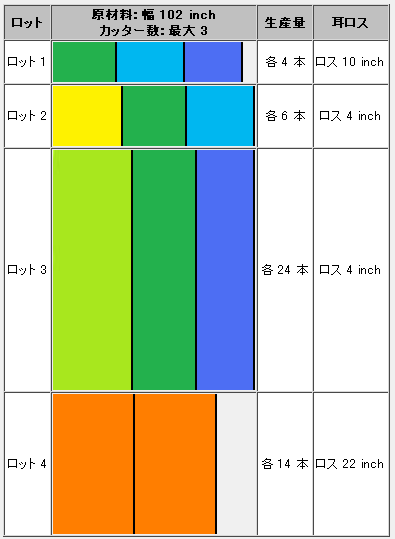 ロット
原材料: 幅 102 inch
カッター数: 最大 3
生産量
耳ロス
ロット 1
各 4 本
ロス 10 inch
ロット 2
各 6 本
ロス 4 inch
ロット 3
各 24 本
ロス 4 inch
ロット 4
各 14 本
ロス 22 inch